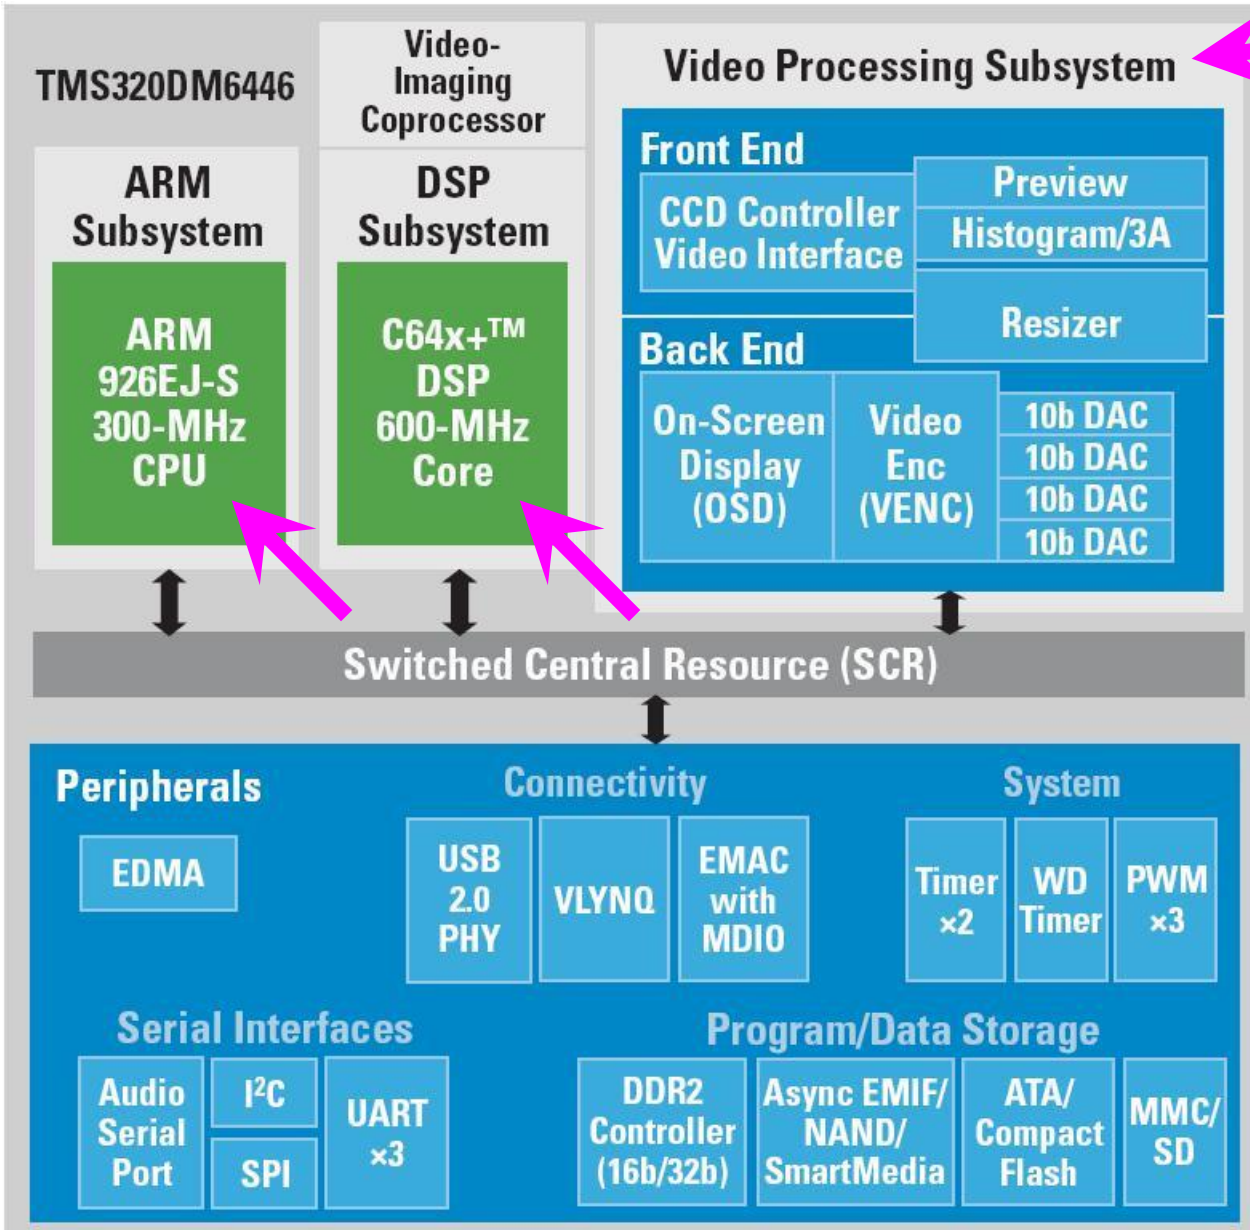 TMS320DM6446
Video-
Imaging
Coprocessor
Video Processing Subsystem
ARM
Subsystem
ARM
926EJ-S
300-MHz
CPU
DSP
Subsystem
C64x+™
DSP
600-MHz
Core
Front End
CCD Controller
Video Interface
Preview
Histogram/3A
Resizer
Back End
On-Screen
Display
(OSD)
Video
Enc
(VENC)
10b DAC
10b DAC
10b DAC
10b DAC
Switched Central Resource (SCR)
Peripherals
EDMA
Connectivity
USB
2.0
PHY
VLYNQ
EMAC
with
MDIO
System
Timer
×2
WD
Timer
PWM
×3
Serial Interfaces
Audio
Serial
Port
I²C
SPI
UART
×3
Program/Data Storage
DDR2
Controller
(16b/32b)
Async EMIF/
NAND/
SmartMedia
ATA/
Compact
Flash
MMC/
SD